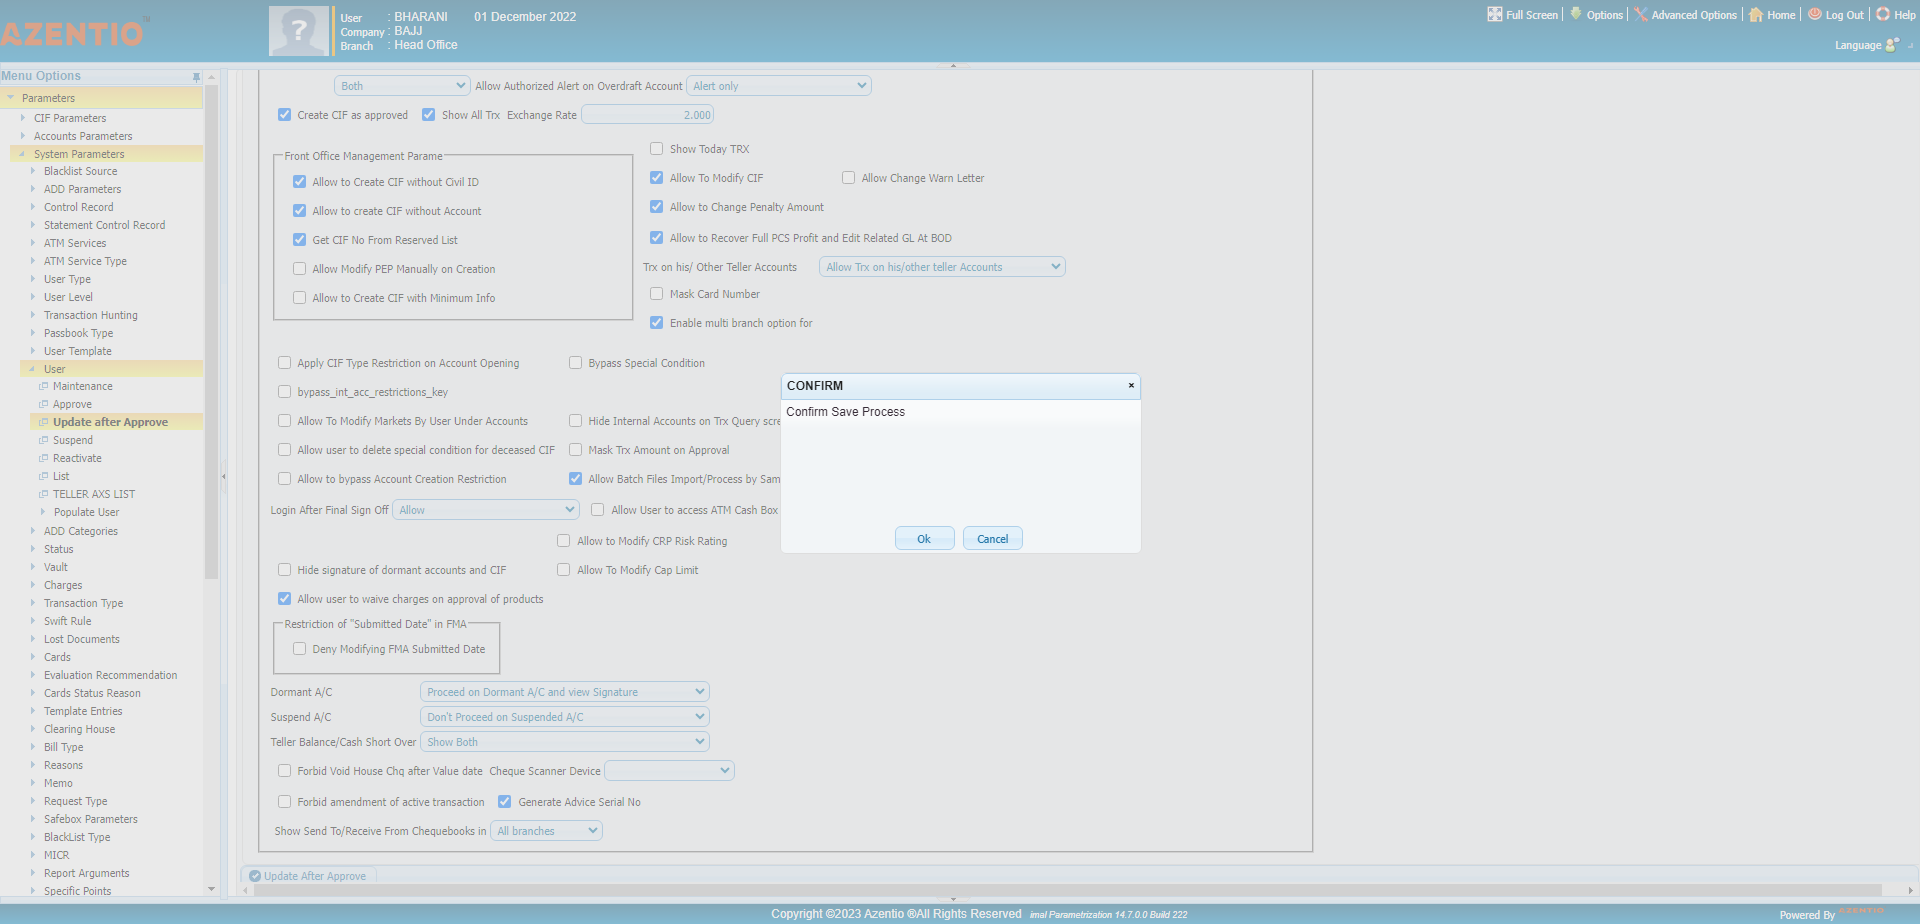 AZENTIO TM
User : BHARANI 01 December 2022
Company : BAJJ
Branch : Head Office
Full Screen Options Advanced Options Home Log Out Help
Language
Menu Options
Parameters
CIF Parameters
Accounts Parameters
System Parameters
Blacklist Source
ADD Parameters
Control Record
Statement Control Record
ATM Services
ATM Service Type
User Type
User Level
Transaction Hunting
Passbook Type
User Template
User
Maintenance
Approve
Update after Approve
Suspend
Reactivate
List
TELLER AXS LIST
Populate User
ADD Categories
Status
Vault
Charges
Transaction Type
Swift Rule
Lost Documents
Cards
Evaluation Recommendation
Cards Status Reason
Template Entries
Clearing House
Bill Type
Reasons
Memo
Request Type
Safebox Parameters
BlackList Type
MICR
Report Arguments
Specific Points
Both Allow Authorized Alert on Overdraft Account Alert only
Create CIF as approved Show All Trx Exchange Rate 2.000
Front Office Management Parame
Allow to Create CIF without Civil ID
Allow to create CIF without Account
Get CIF No From Reserved List
Allow Modify PEP Manually on Creation
Allow to Create CIF with Minimum Info
Show Today TRX
Allow To Modify CIF Allow Change Warn Letter
Allow to Change Penalty Amount
Allow to Recover Full PCS Profit and Edit Related GL At BOD
Trx on his/ Other Teller Accounts Allow Trx on his/other teller Accounts
Mask Card Number
Enable multi branch option for
Apply CIF Type Restriction on Account Opening Bypass Special Condition
bypass_int_acc_restrictions_key
Allow To Modify Markets By User Under Accounts Hide Internal Accounts on Trx Query scre
Allow user to delete special condition for deceased CIF Mask Trx Amount on Approval
Allow to bypass Account Creation Restriction Allow Batch Files Import/Process by Sam
Login After Final Sign Off Allow Allow User to access ATM Cash Box
Allow to Modify CRP Risk Rating
Hide signature of dormant accounts and CIF Allow To Modify Cap Limit
Allow user to waive charges on approval of products
Restriction of "Submitted Date" in FMA
Deny Modifying FMA Submitted Date
Dormant A/C Proceed on Dormant A/C and view Signature
Suspend A/C Don't Proceed on Suspended A/C
Teller Balance/Cash Short Over Show Both
Forbid Void House Chq after Value date Cheque Scanner Device
Forbid amendment of active transaction Generate Advice Serial No
Show Send To/Receive From Chequebooks in All branches
CONFIRM
Confirm Save Process
Ok Cancel
Update After Approve
Copyright ©2023 Azentio ®All Rights Reserved imal Parametrization 14.7.0.0 Build 222
Powered By AZENTIO